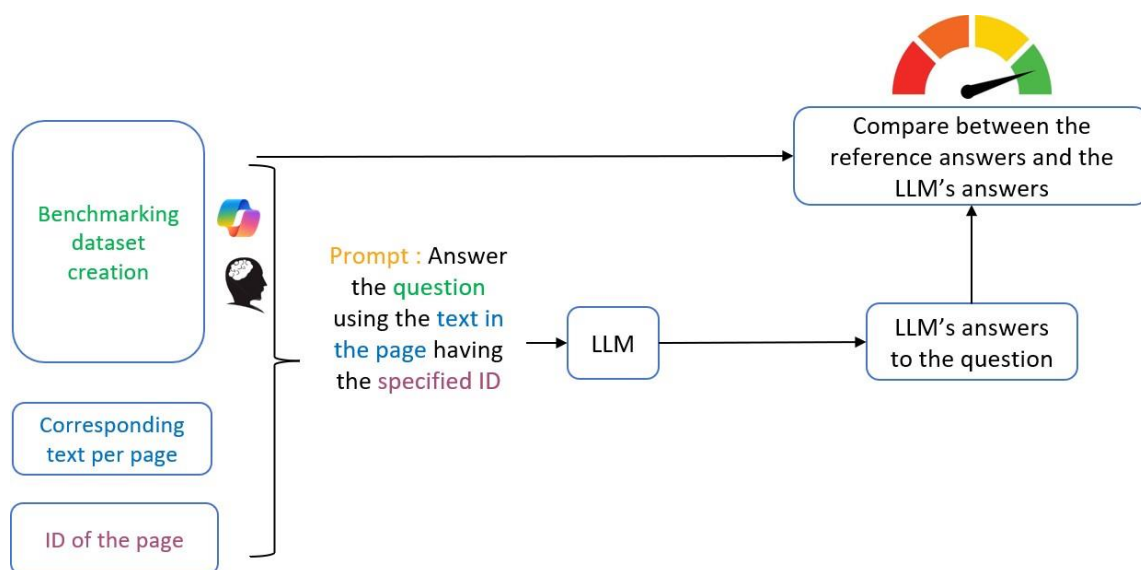 Compare between the
reference answers and the
LLM's answers
Benchmarking
dataset
creation
Prompt : Answer
the question
using the text in
the page having
the specified ID
LLM
LLM's answers
to the question
Corresponding
text per page
ID of the page